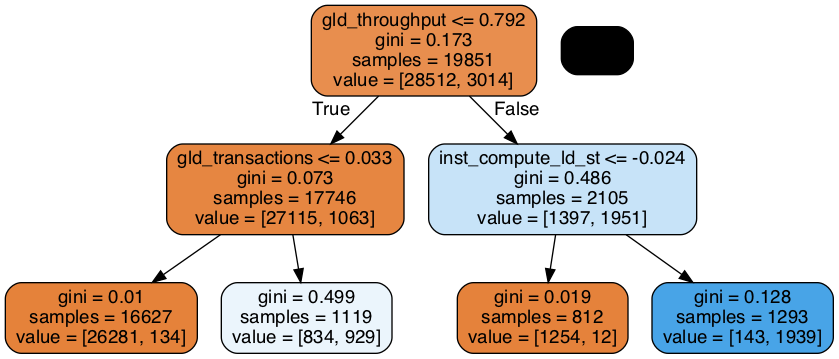 gld_throughput <= 0.792
gini = 0.173
samples = 19851
value = [28512, 3014]
True
False
gld_transactions <= 0.033
gini = 0.073
samples = 17746
value = [27115, 1063]
inst_compute_ld_st <= -0.024
gini = 0.486
samples = 2105
value = [1397, 1951]
gini = 0.01
samples = 16627
value = [26281, 134]
gini = 0.499
samples = 1119
value = [834, 929]
gini = 0.019
samples = 812
value = [1254, 12]
gini = 0.128
samples = 1293
value = [143, 1939]